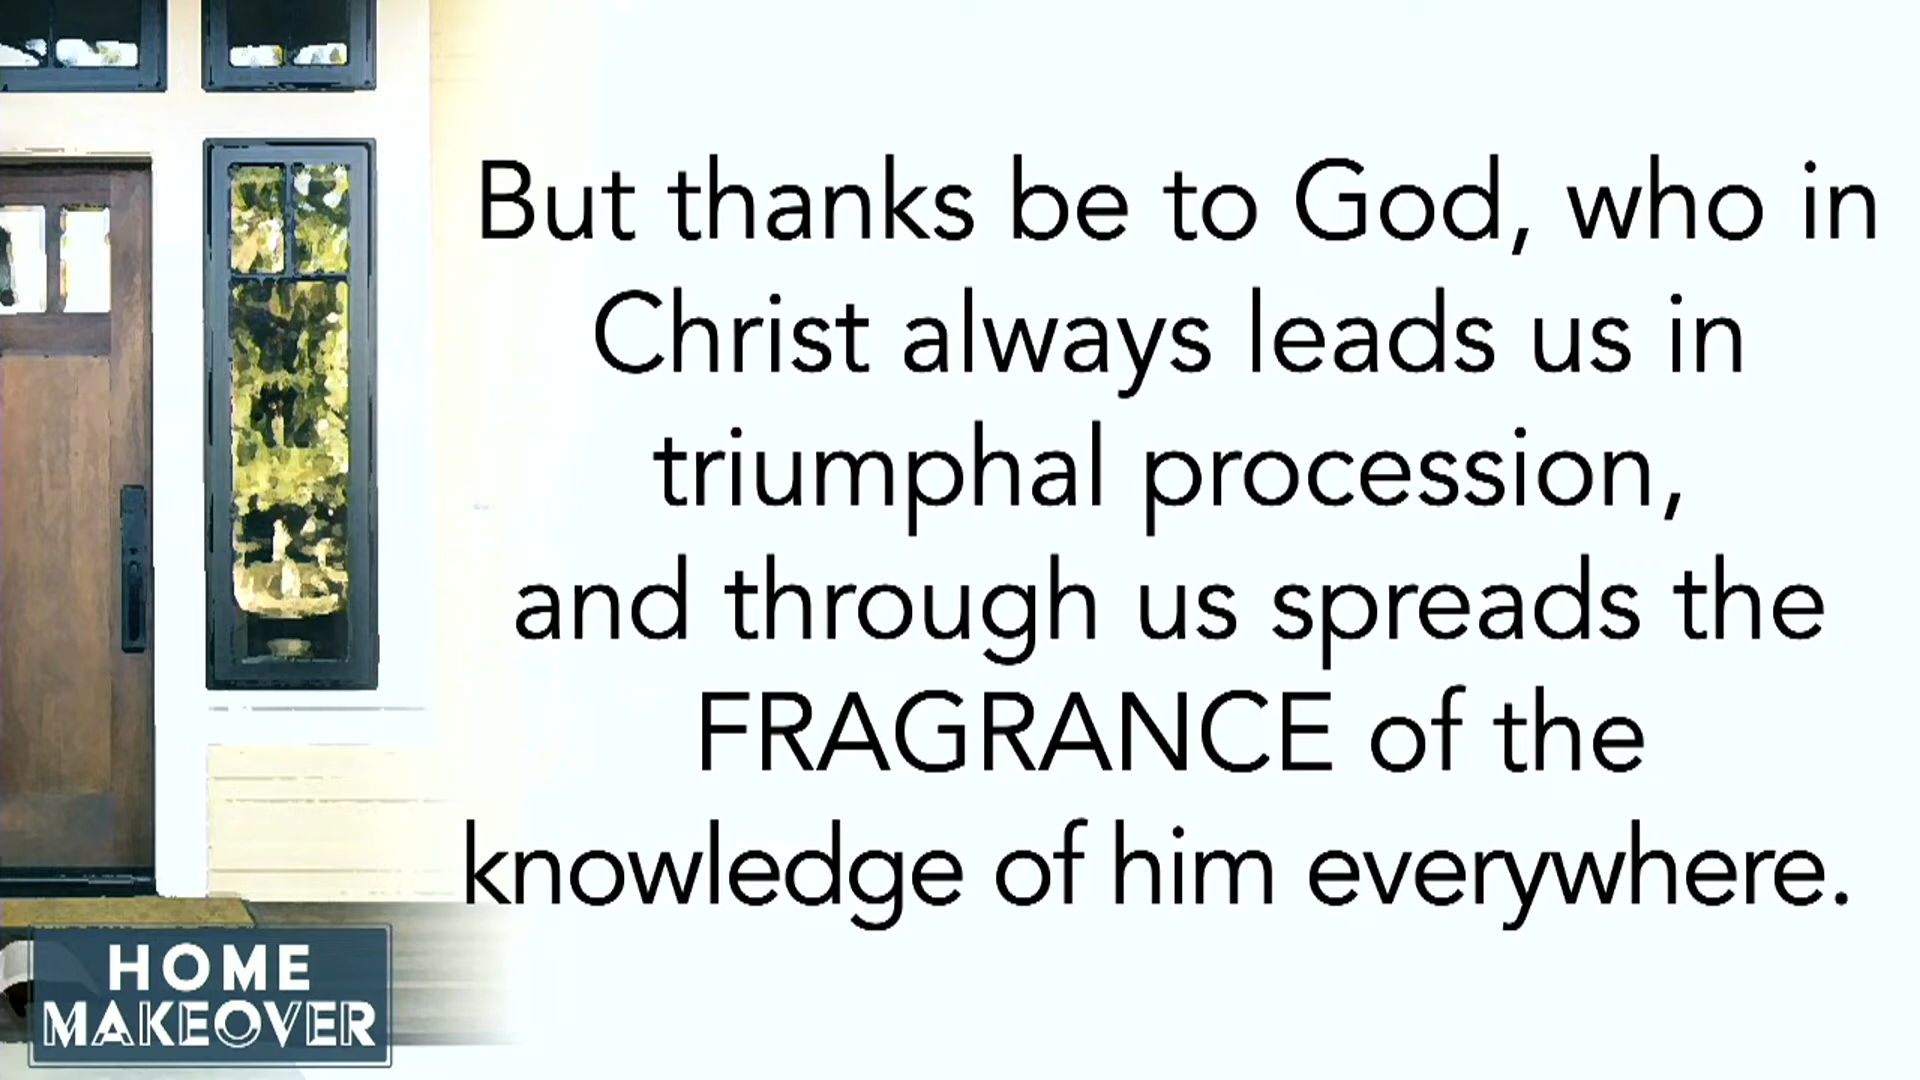 But thanks be to God, who in
Christ always leads us in
triumphal procession,
and through us spreads the
FRAGRANCE of the
knowledge of him everywhere.
HOME
MAKEOVER